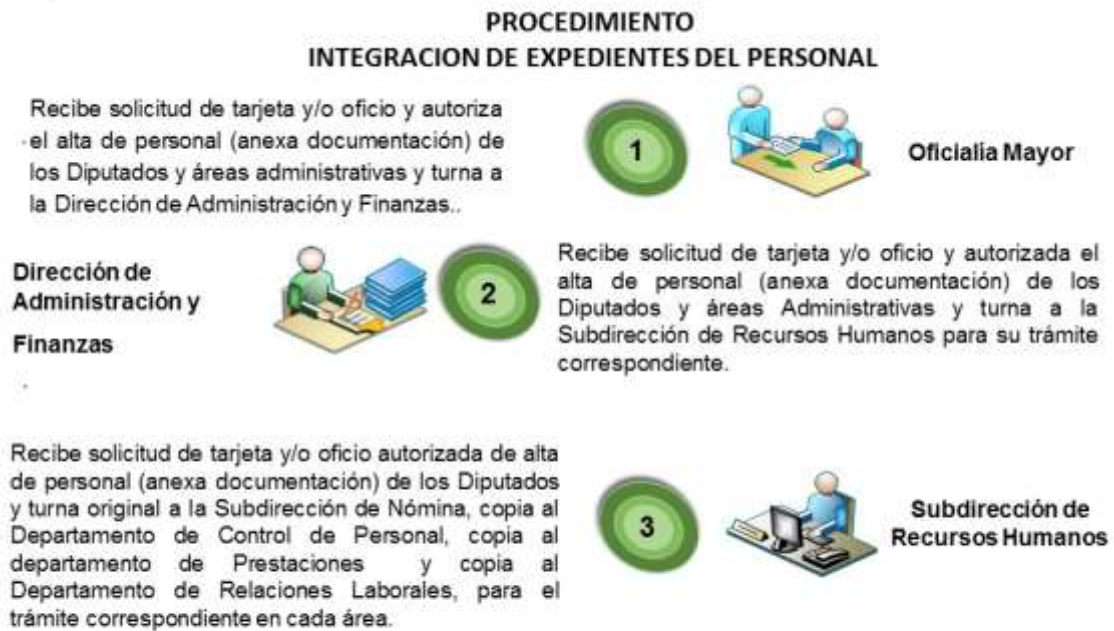 PROCEDIMIENTO
INTEGRACION DE EXPEDIENTES DEL PERSONAL
Recibe solicitud de tarjeta y/o oficio y autoriza
el alta de personal (anexa documentación) de
los Diputados y áreas administrativas y turna a
la Dirección de Administración y Finanzas..
1
Oficialía Mayor
Dirección de
Administración y
Finanzas
2
Recibe solicitud de tarjeta y/o oficio y autorizada el
alta de personal (anexa documentación) de los
Diputados y áreas Administrativas y turna a la
Subdirección de Recursos Humanos para su trámite
correspondiente.
Recibe solicitud de tarjeta y/o oficio autorizada de alta
de personal (anexa documentación) de los Diputados
y turna original a la Subdirección de Nómina, copia al
Departamento de Control de Personal, copia al
departamento de Prestaciones y copia al
Departamento de Relaciones Laborales, para el
trámite correspondiente en cada área.
3
Subdirección de
Recursos Humanos